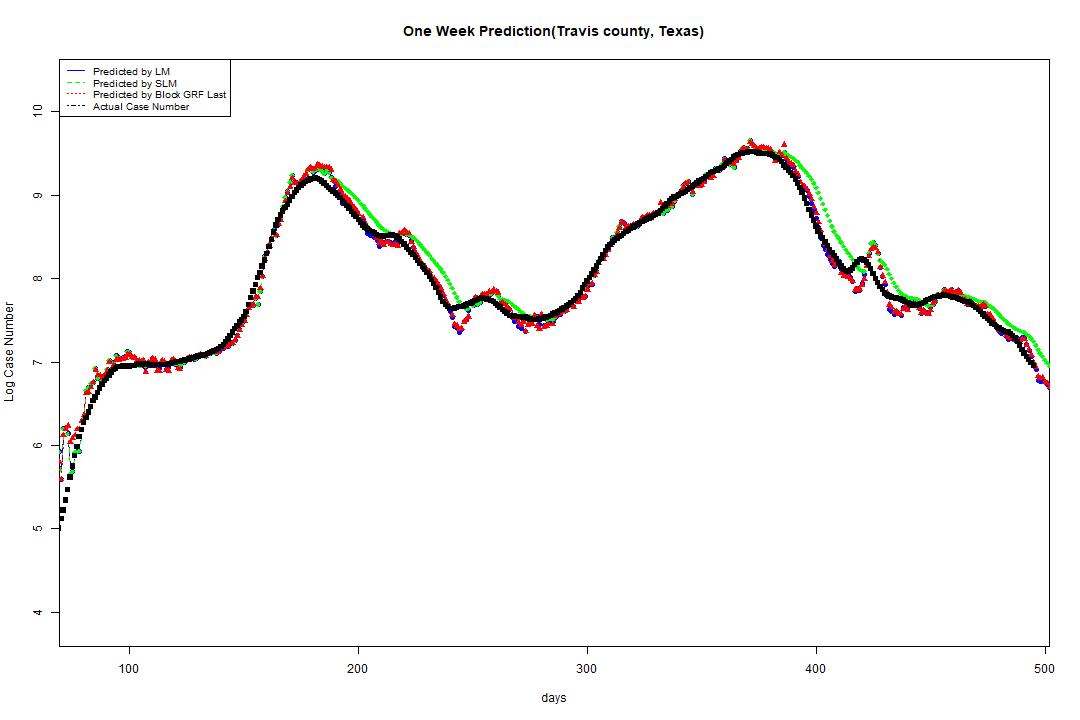 One Week Prediction(Travis county, Texas)
Predicted by LM
Predicted by SLM
Predicted by Block GRF Last
Actual Case Number
10
9
8
7
6
5
4
Log Case Number
100 200 300 400 500
days